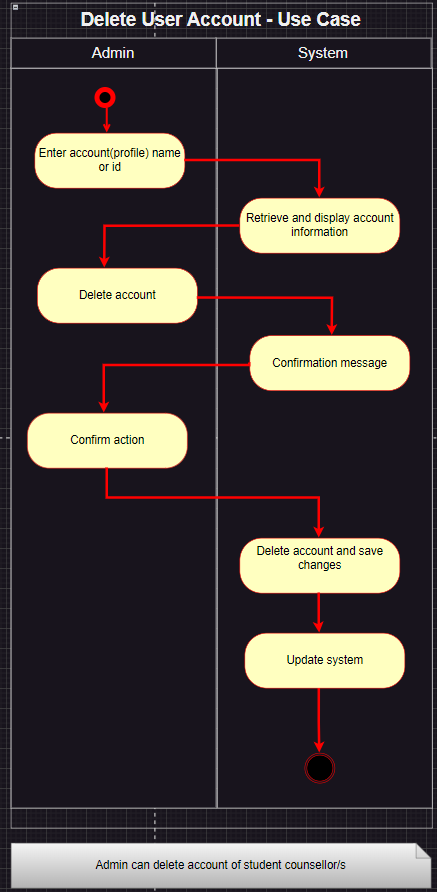 Delete User Account - Use Case
Admin
System
Enter account(profile) name
or id
Retrieve and display account
information
Delete account
Confirmation message
Confirm action
Delete account and save
changes
Update system
Admin can delete account of student counsellor/s